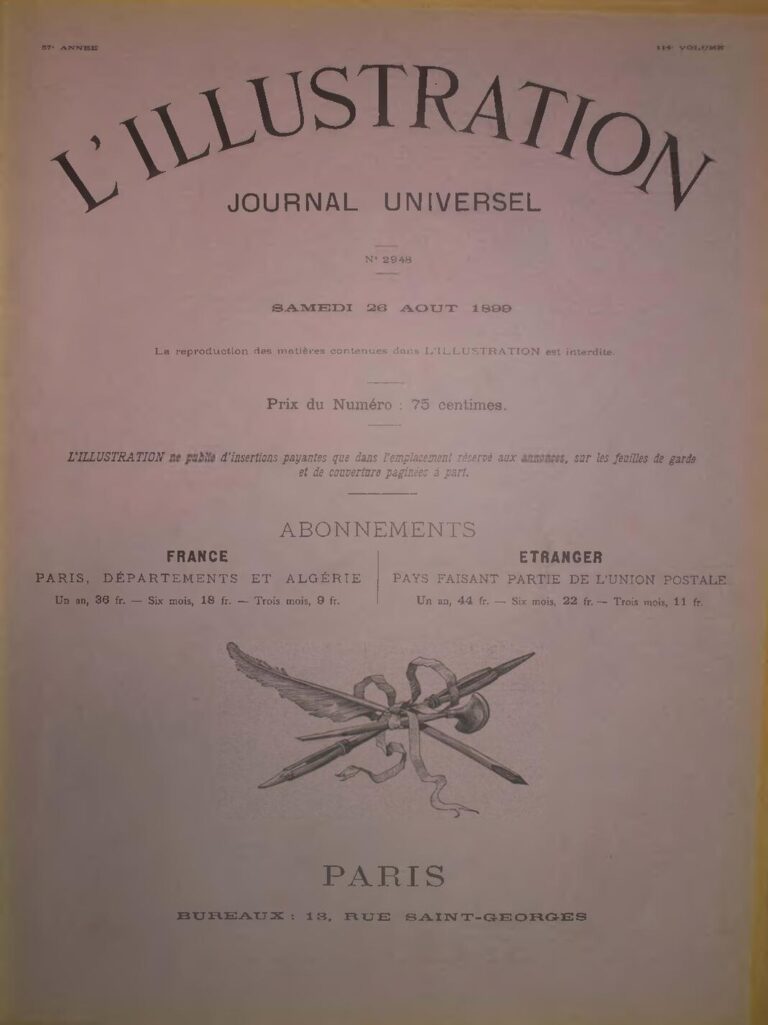 57e ANNÉE
114e VOLUME
L'ILLUSTRATION
JOURNAL UNIVERSEL
N° 2948
SAMEDI 26 AOUT 1899
La reproduction des matières contenues dans L'ILLUSTRATION est interdite.
Prix du Numéro : 75 centimes.
L'ILLUSTRATION ne publie d'insertions payantes que dans l'emplacement réservé aux annonces, sur les feuilles de garde
et de couverture paginées à part.
ABONNEMENTS
FRANCE
PARIS, DÉPARTEMENTS ET ALGÉRIE
Un an, 36 fr. — Six mois, 18 fr. — Trois mois, 9 fr.
ETRANGER
PAYS FAISANT PARTIE DE L'UNION POSTALE
Un an, 44 fr. — Six mois, 22 fr. — Trois mois, 11 fr.
PARIS
BUREAUX : 13, RUE SAINT-GEORGES